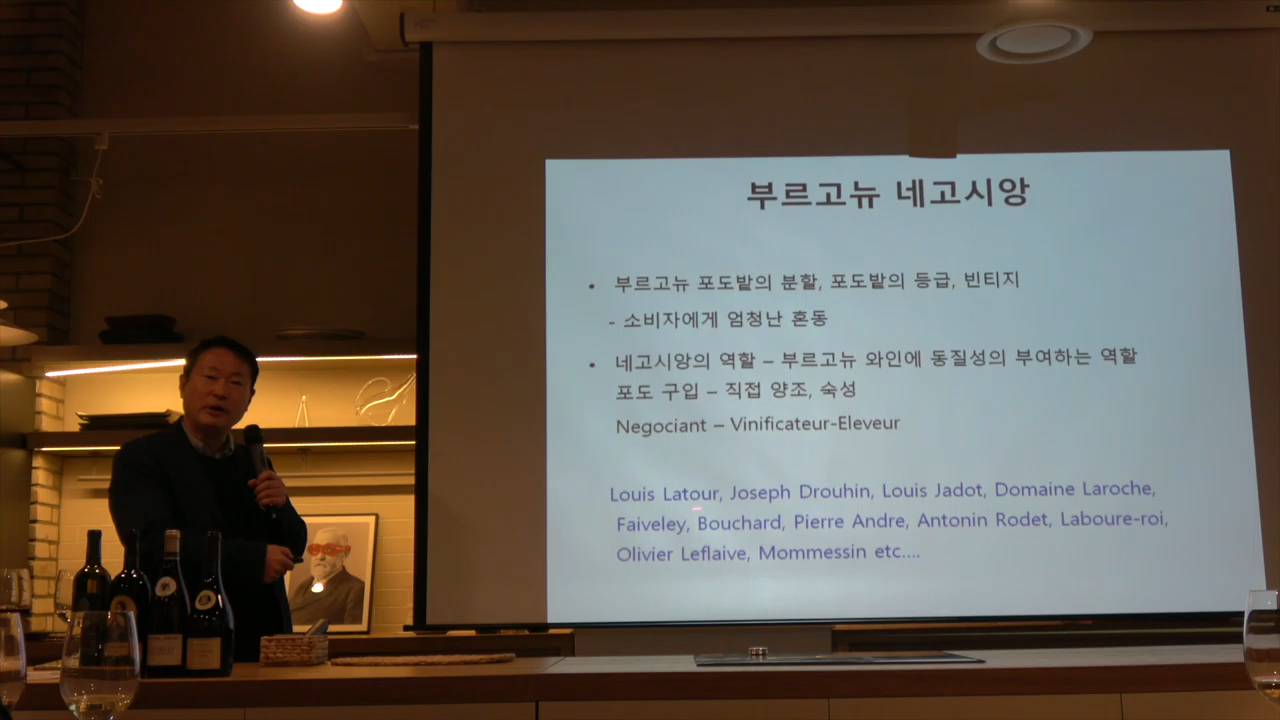 부르고뉴 네고시앙
• 부르고뉴 포도밭의 분할, 포도밭의 등급, 빈티지
- 소비자에게 엄청난 혼동
• 네고시앙의 역할 – 부르고뉴 와인에 동질성의 부여하는 역할
포도 구입 – 직접 양조, 숙성
Negociant – Vinificateur-Eleveur
Louis Latour, Joseph Drouhin, Louis Jadot, Domaine Laroche,
Faiveley, Bouchard, Pierre Andre, Antonin Rodet, Laboure-roi,
Olivier Leflaive, Mommessin etc....